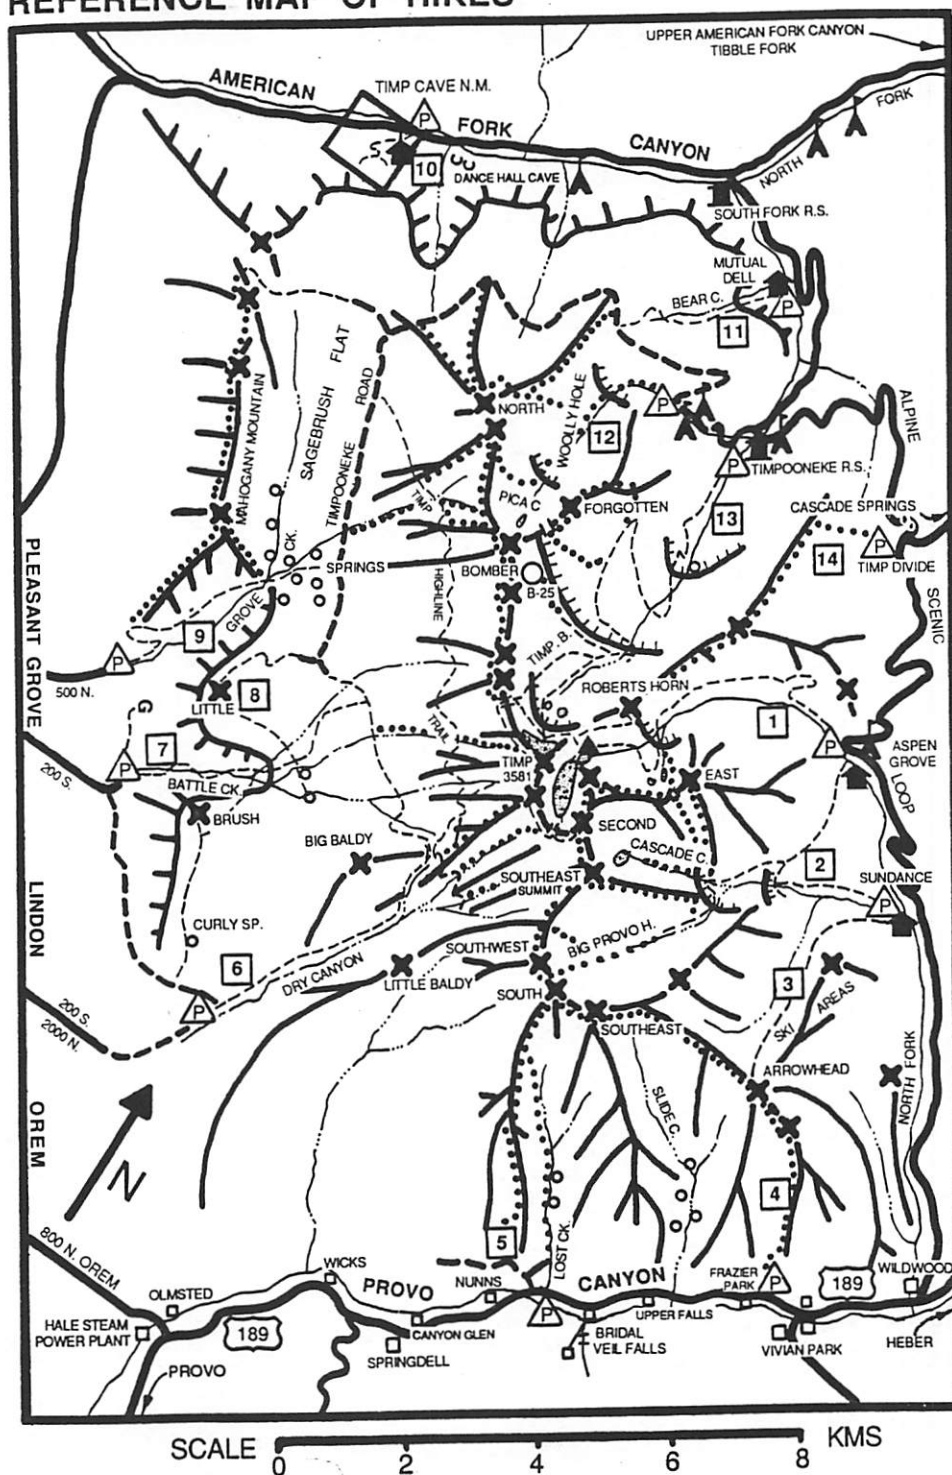 REFERENCE MAP OF HIKES
UPPER AMERICAN FORK CANYON
TIBBLE FORK
AMERICAN
TIMP CAVE N.M.
P
FORK
CANYON
NORTH
FORK
10
DANCE HALL CAVE
SOUTH FORK R.S.
MUTUAL
DELL
BEAR C.
P
11
SAGEBRUSH FLAT
TIMPOONEKE
ROAD
MAHOGANY MOUNTAIN
NORTH
WOOLLY HOLE
12
P
P
TIMPOONEKE R.S.
ALPINE
TIMP
PICA C
FORGOTTEN
13
CASCADE SPRINGS
P
TIMP DIVIDE
14
PLEASANT GROVE
GROVE
CK.
SPRINGS
HIGHLINE
BOMBER
B-25
SCENIC
9
P
500 N.
TIMP B.
LITTLE
8
ROBERTS HORN
G
7
TRAIL
1
P
ASPEN
GROVE
200 S.
P
BATTLE CK.
TIMP
3581
EAST
LOOP
BRUSH
BIG BALDY
SECOND
CASCADE C.
2
SOUTHEAST
SUMMIT
SUNDANCE
P
LINDON
CURLY SP.
6
DRY CANYON
SOUTHWEST
BIG PROVO H.
LITTLE BALDY
SOUTH
3
SKI AREAS
P
200 S.
2000 N.
SOUTHEAST
ARROWHEAD
NORTH FORK
OREM
N
SLIDE C.
4
5
LOST CK.
800 N. OREM
WICKS
PROVO
NUNNS
CANYON
FRAZIER
PARK
P
189
WILDWOOD
OLMSTED
HALE STEAM
POWER PLANT
189
CANYON GLEN
P
UPPER FALLS
BRIDAL
VEIL FALLS
SPRINGDELL
VIVIAN PARK
HEBER
PROVO
SCALE
KMS
0 2 4 6 8